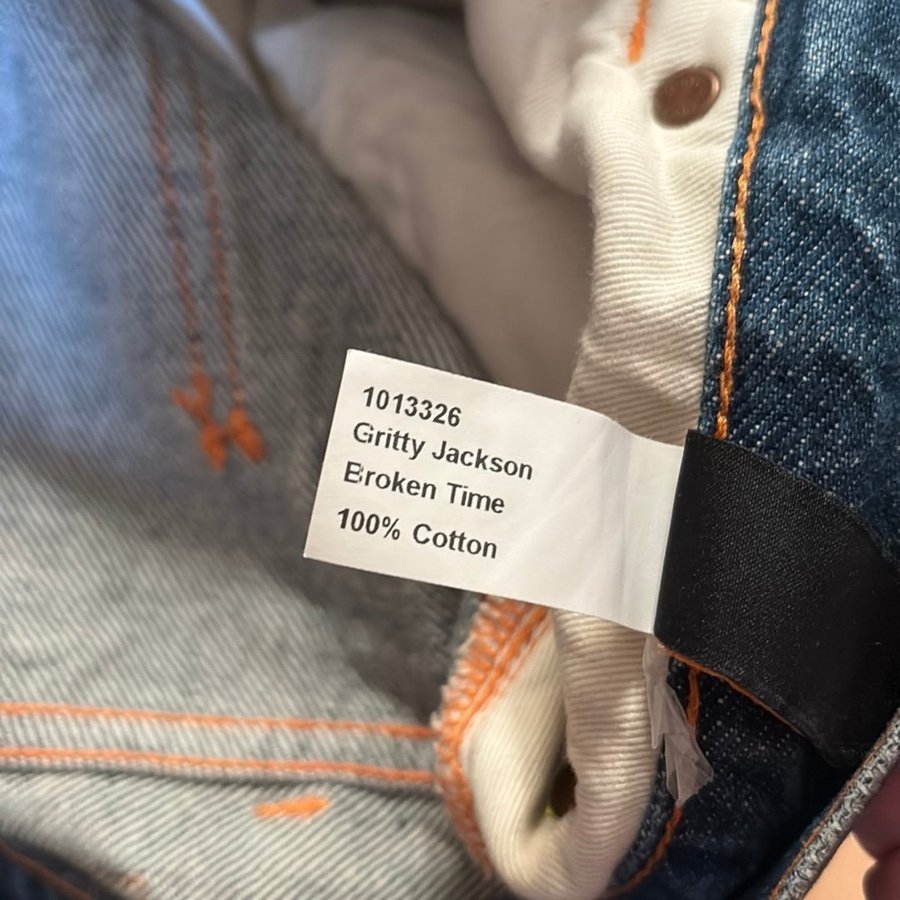 1013326
Gritty Jackson
Broken Time
100% Cotton